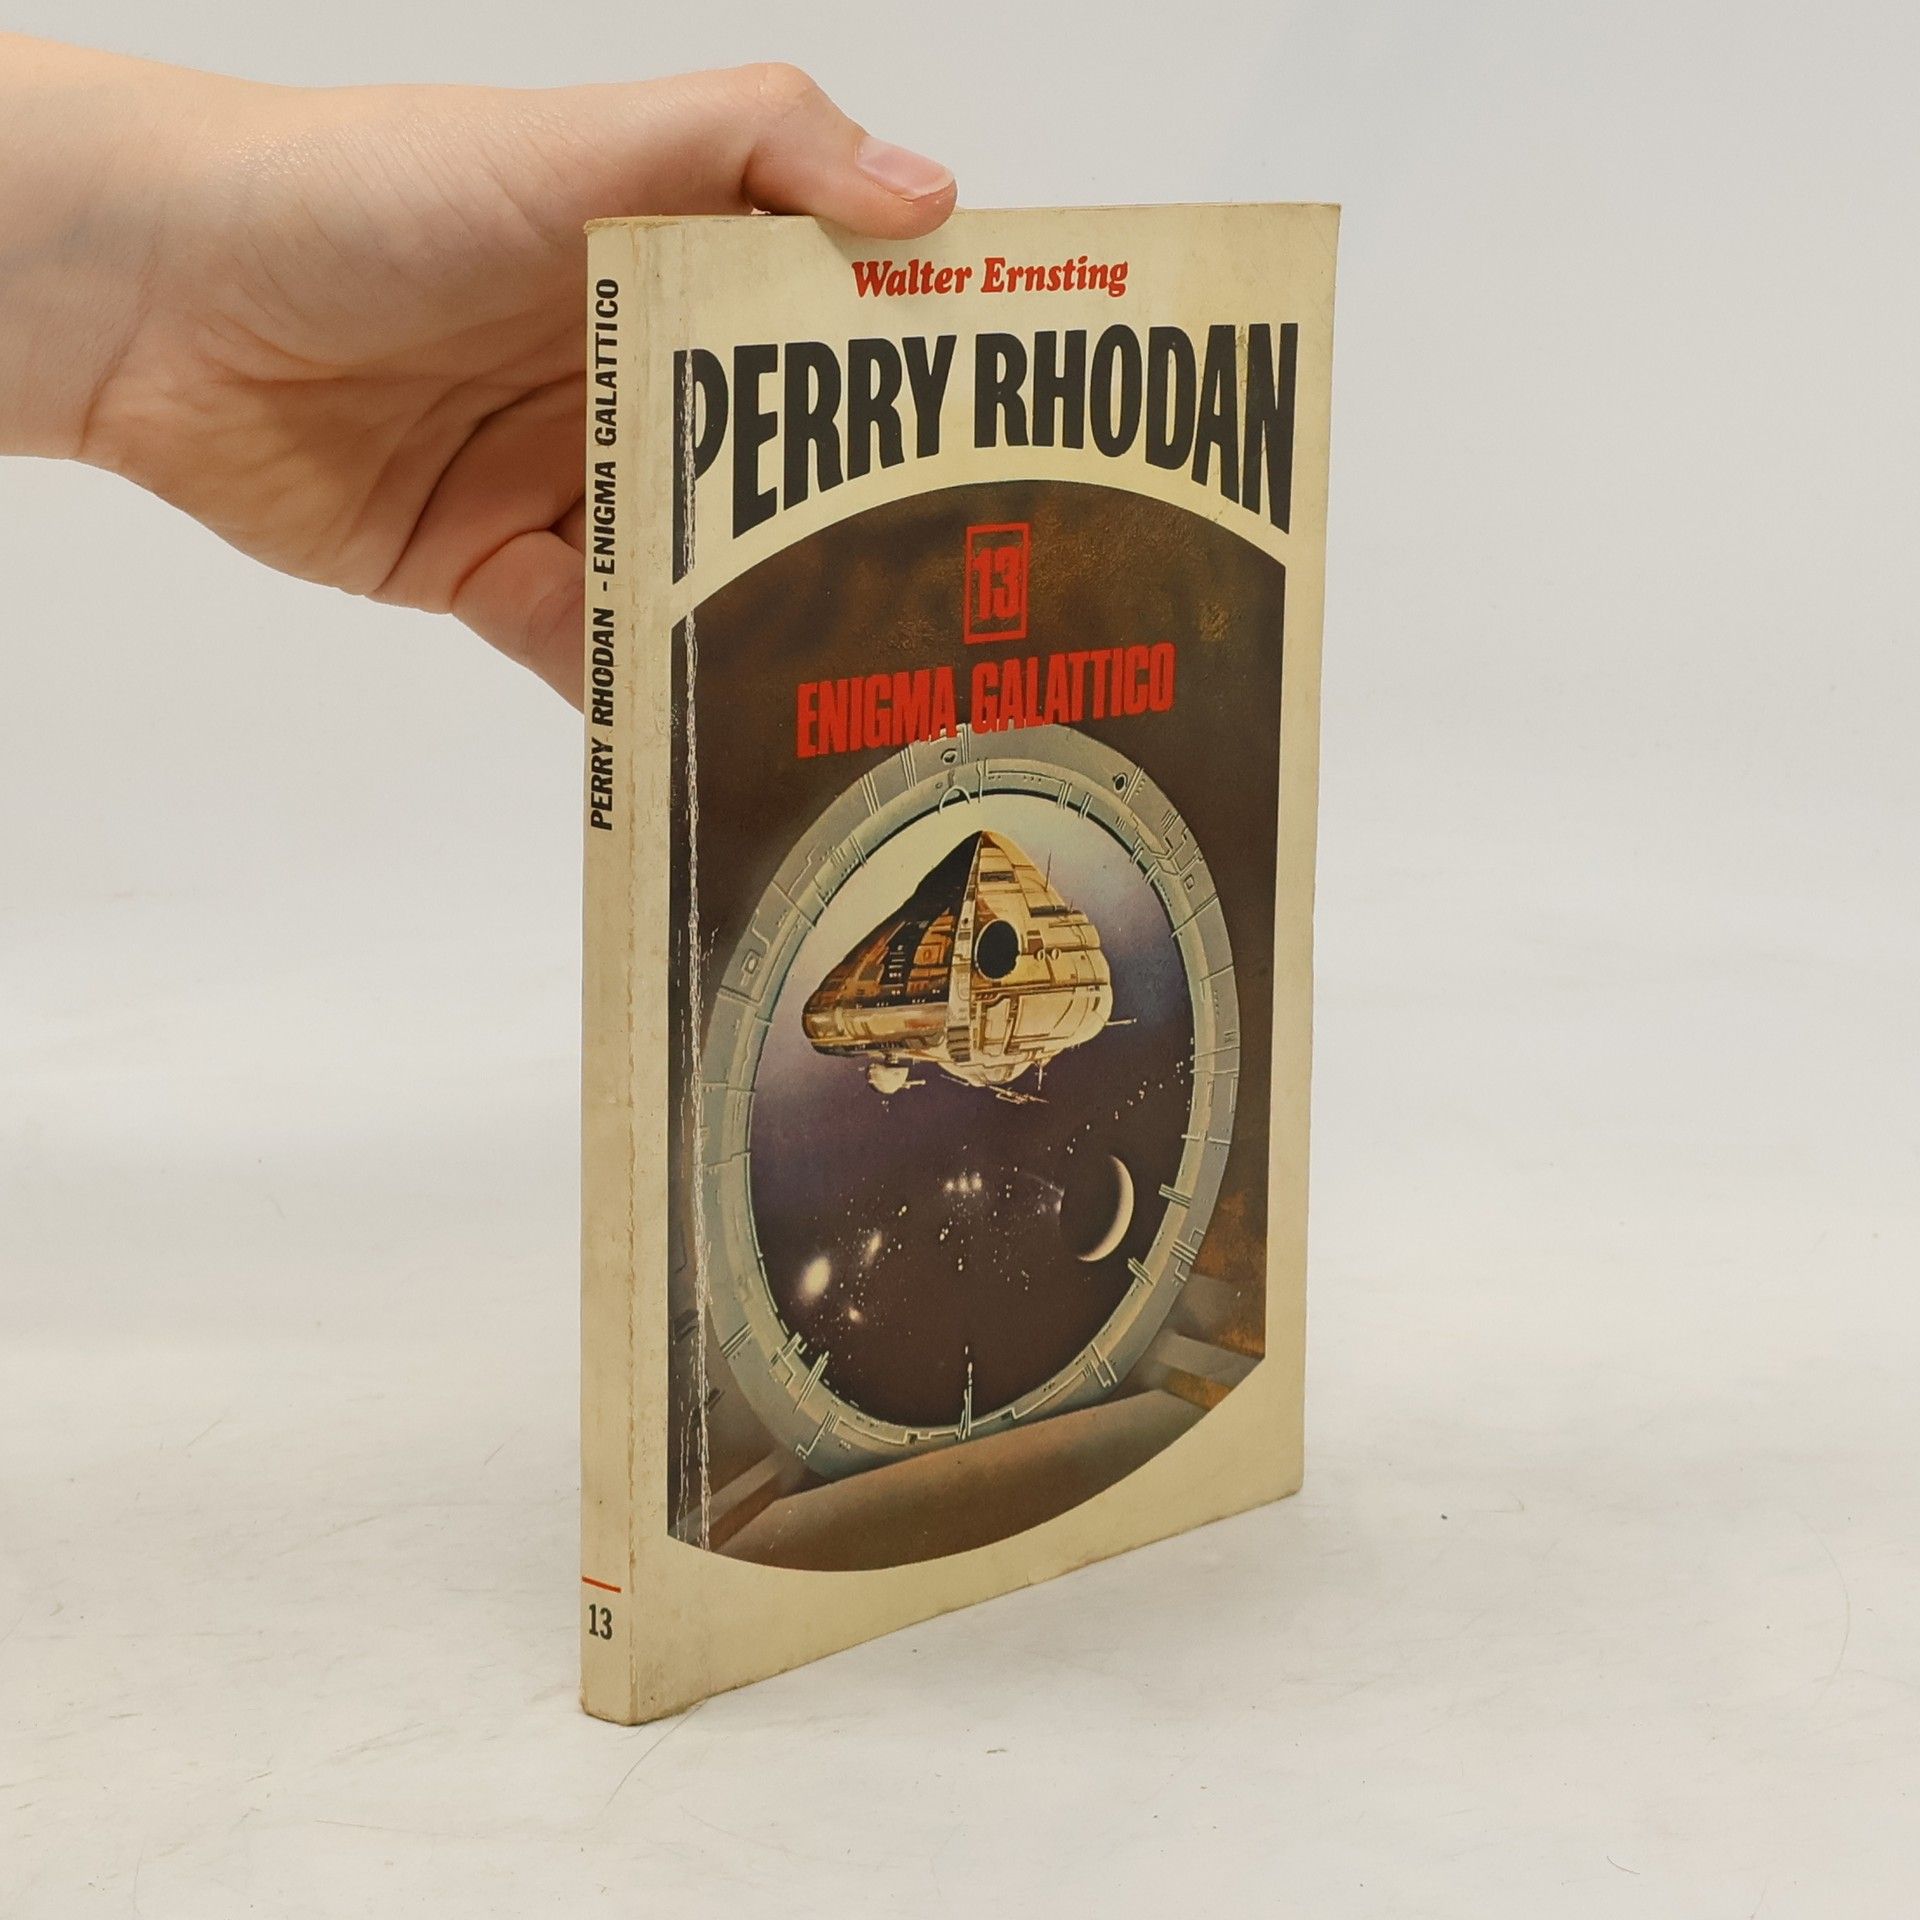 Walter Ernsting
PERRY RHODAN
13
ENIGMA GALATTICO
PERRY RHODAN - ENIGMA GALATTICO
13